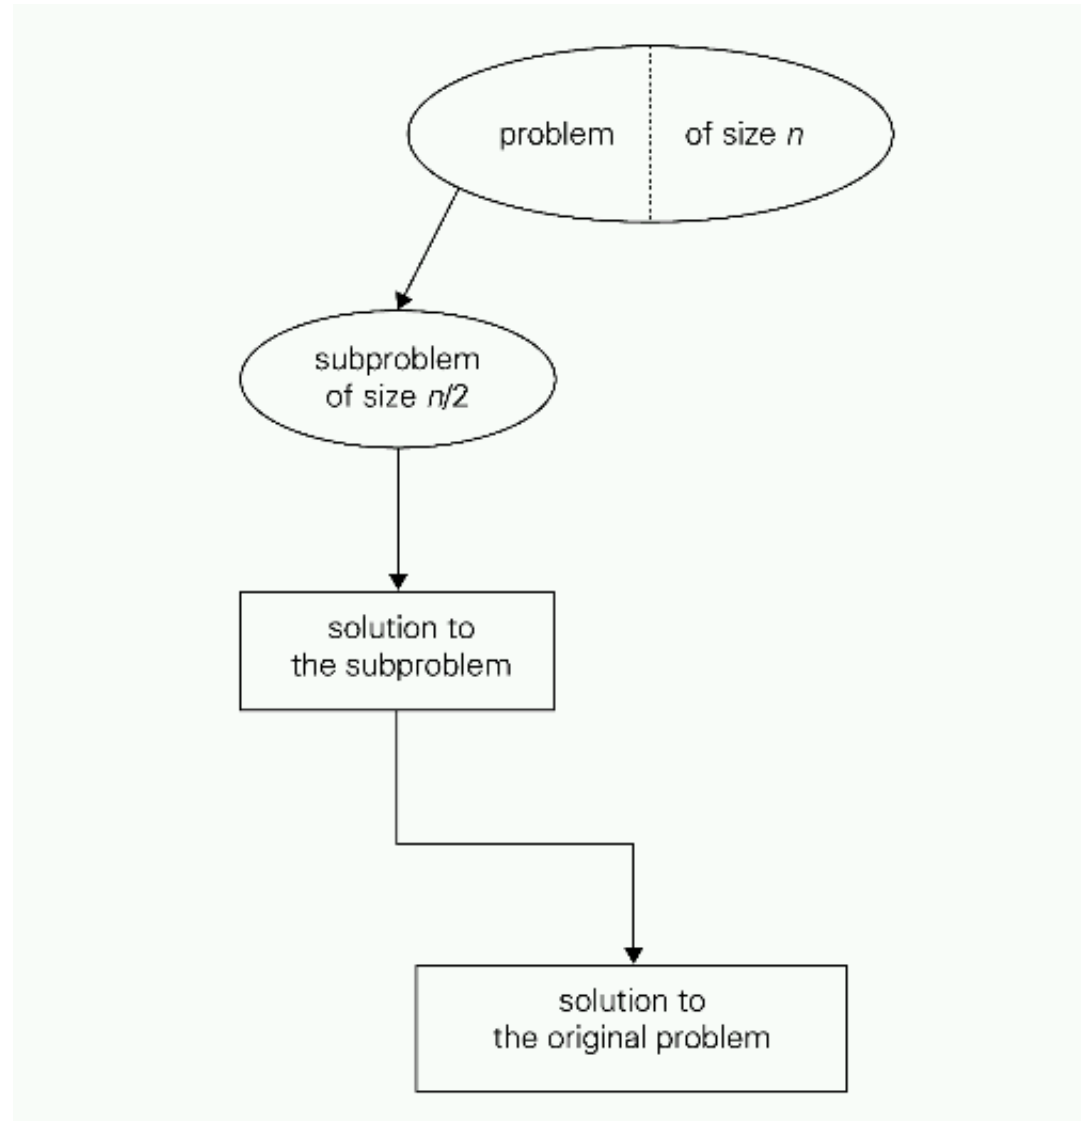 problem of size n
subproblem
of size n/2
solution to
the subproblem
solution to
the original problem